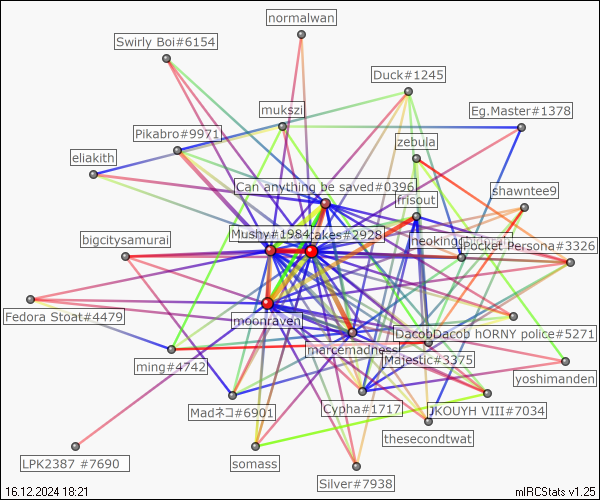 normalwan
Swirly Boi#6154
Duck#1245
mukszi
Eg.Master#1378
Pikabro#9971
zebula
eliakith
Can anything be saved#0396
shawntee9
frisout
Mushy#1984
cakes#2928
bigcitysamurai
Pocket Persona#3326
moonraven
Fedora Stoat#4479
Dacob hORNY police#5271
marcemadness
Majestic#3375
ming#4742
yoshimanden
Madネコ#6901
Cypha#1717
JKOUYH VIII#7034
thesecondtwat
LPK2387 #7690
somass
Silver#7938
16.12.2024 18:21
mIRCStats v1.25